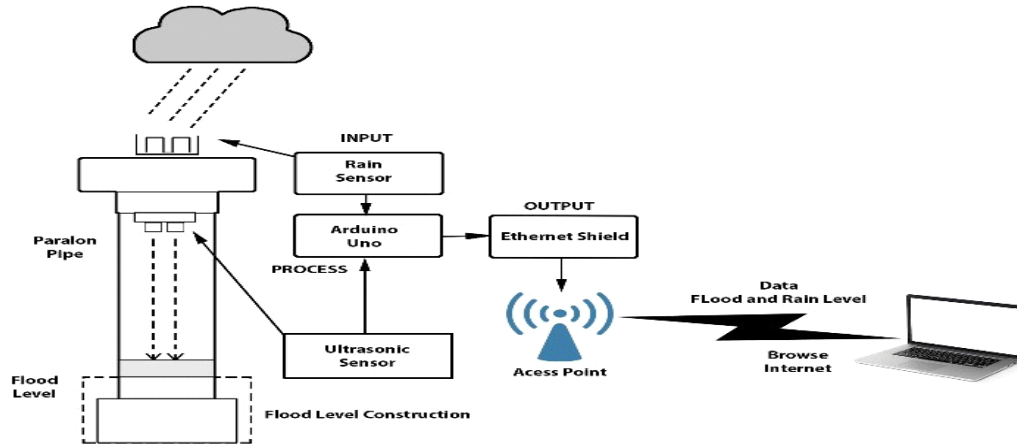 INPUT
Rain
Sensor
OUTPUT
Arduino
Uno
Ethernet Shield
Paralon
Pipe
PROCESS
Data
FLood and Rain Level
Ultrasonic
Sensor
Acess Point
Browse
Internet
Flood
Level
Flood Level Construction